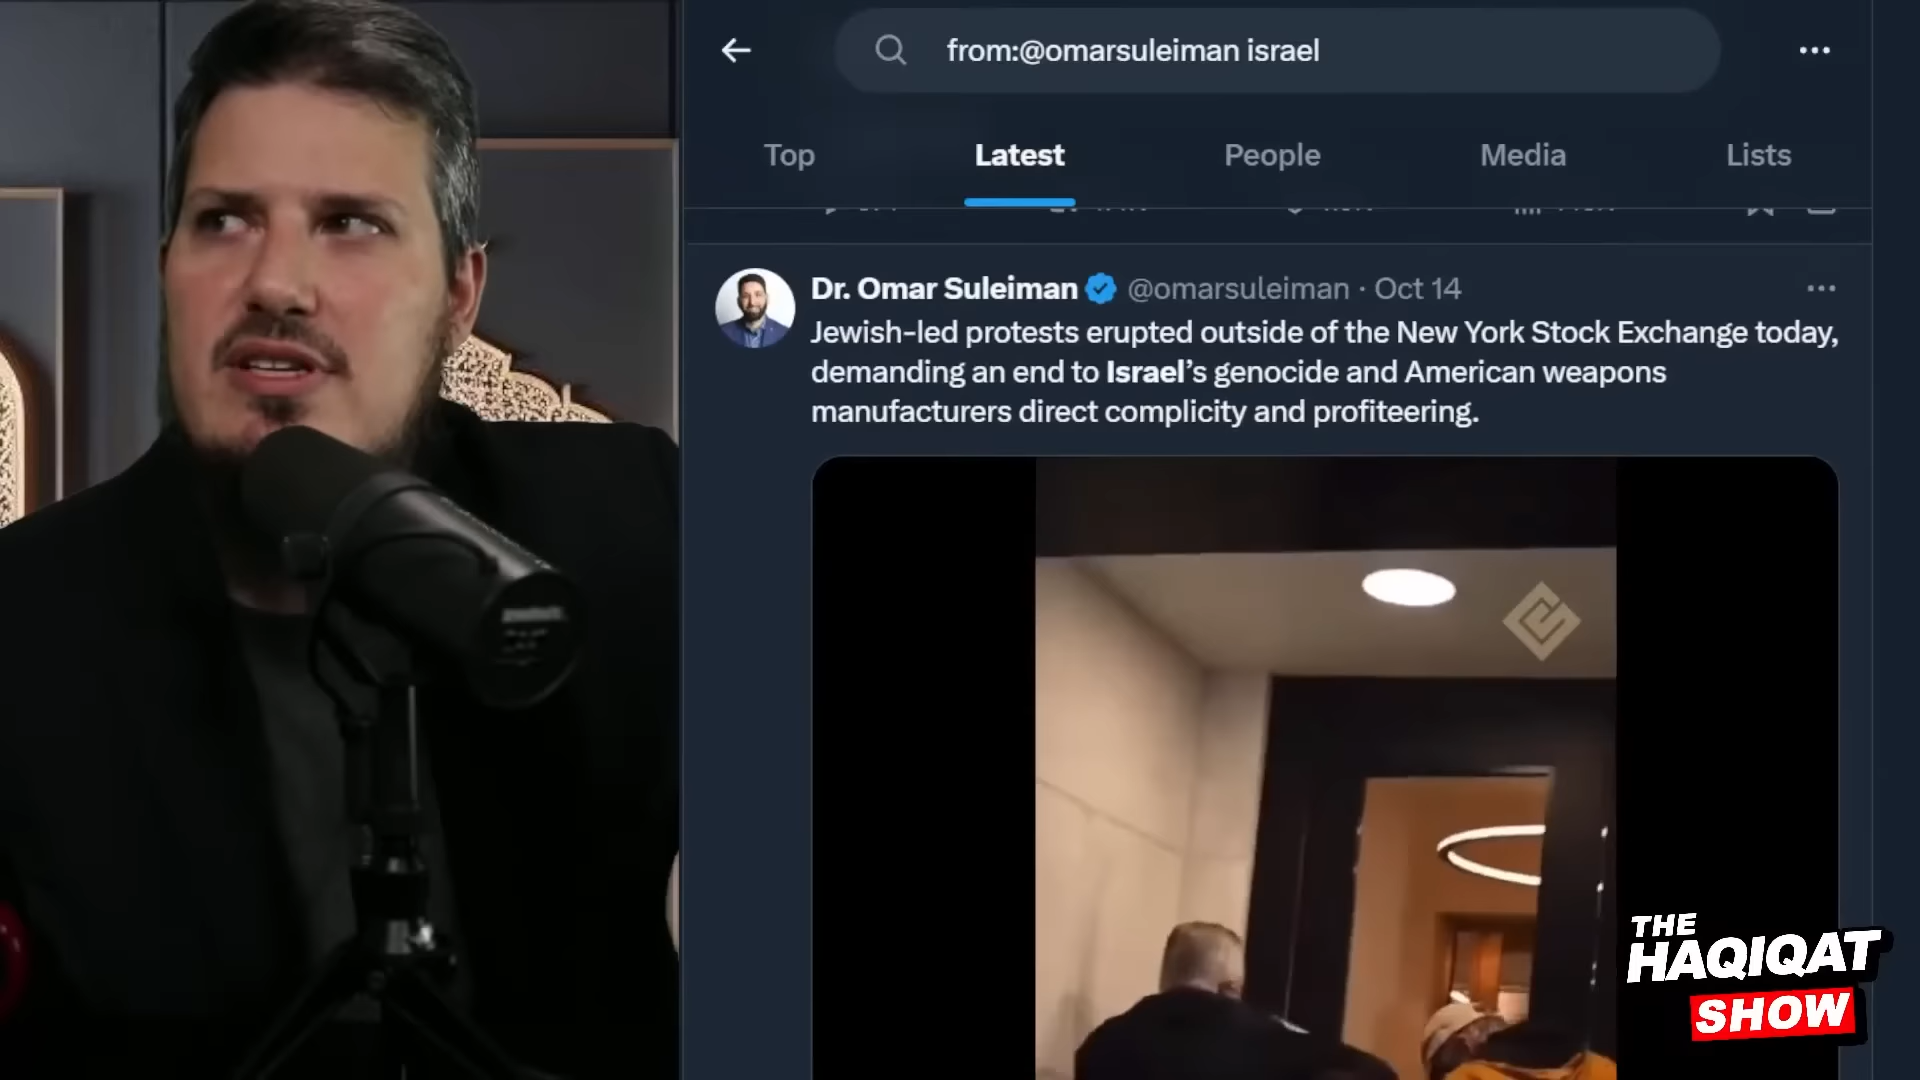 from:@omarsuleiman israel
Top Latest People Media Lists
Dr. Omar Suleiman @omarsuleiman · Oct 14
Jewish-led protests erupted outside of the New York Stock Exchange today,
demanding an end to Israel's genocide and American weapons
manufacturers direct complicity and profiteering.
THE
HAQIQAT
SHOW